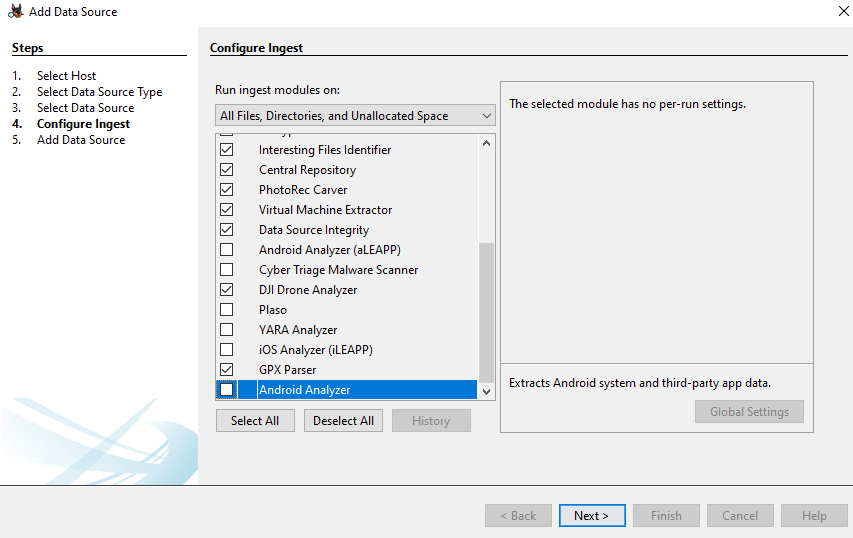 Add Data Source
Steps
1. Select Host
2. Select Data Source Type
3. Select Data Source
4. Configure Ingest
5. Add Data Source
Configure Ingest
Run ingest modules on:
All Files, Directories, and Unallocated Space
Interesting Files Identifier
Central Repository
PhotoRec Carver
Virtual Machine Extractor
Data Source Integrity
Android Analyzer (aLEAPP)
Cyber Triage Malware Scanner
DJI Drone Analyzer
Plaso
YARA Analyzer
iOS Analyzer (iLEAPP)
GPX Parser
Android Analyzer
Select All Deselect All History
The selected module has no per-run settings.
Extracts Android system and third-party app data.
Global Settings
< Back Next > Finish Cancel Help